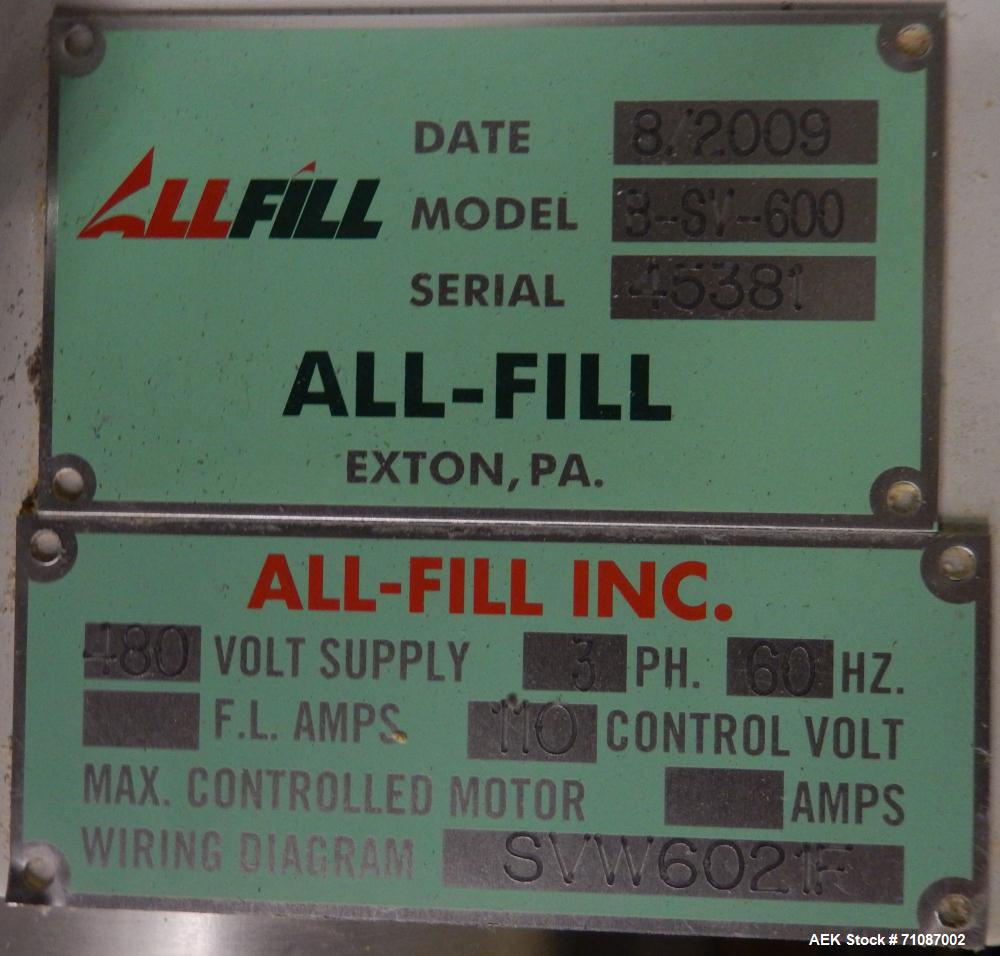 ALLFILL
DATE 8/2009
MODEL B-SV-600
SERIAL 45381
ALL-FILL
EXTON, PA.
ALL-FILL INC.
480 VOLT SUPPLY 3 PH. 60 HZ.
F.L. AMPS. 110 CONTROL VOLT
MAX. CONTROLLED MOTOR AMPS
WIRING DIAGRAM SVW6021F
AEK Stock # 71087002